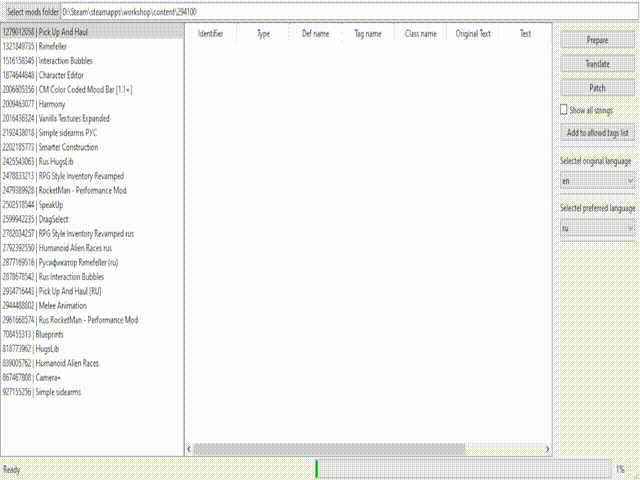 Select mods folder D:\Steam\steamapps\workshop\content\294100
1279012058 | Pick Up And Haul
1321849735 | Rimefeller
1516158345 | Interaction Bubbles
1874644848 | Character Editor
2006605356 | CM Color Coded Mood Bar [1.1+]
2009463077 | Harmony
2016436324 | Vanilla Textures Expanded
2192438018 | Simple sidearms РУС
2202185773 | Smarter Construction
2425543063 | Rus HugsLib
2478833213 | RPG Style Inventory Revamped
2479389928 | RocketMan - Performance Mod
2502518544 | SpeakUp
2599942235 | DragSelect
2782034257 | RPG Style Inventory Revamped rus
2792392550 | Humanoid Alien Races rus
2877169516 | Русификатор Rimefeller (ru)
2878678542 | Rus Interaction Bubbles
2934716443 | Pick Up And Haul [RU]
2944488802 | Melee Animation
2961668574 | Rus RocketMan - Performance Mod
708455313 | Blueprints
818773962 | HugsLib
839005762 | Humanoid Alien Races
867467808 | Camera+
927155256 | Simple sidearms
Identifier Type Def name Tag name Class name Original Text Text
Prepare
Translate
Patch
Show all strings
Add to allowd tags list
Selectel original language
en
Selectel preferred language
ru
Ready 1%